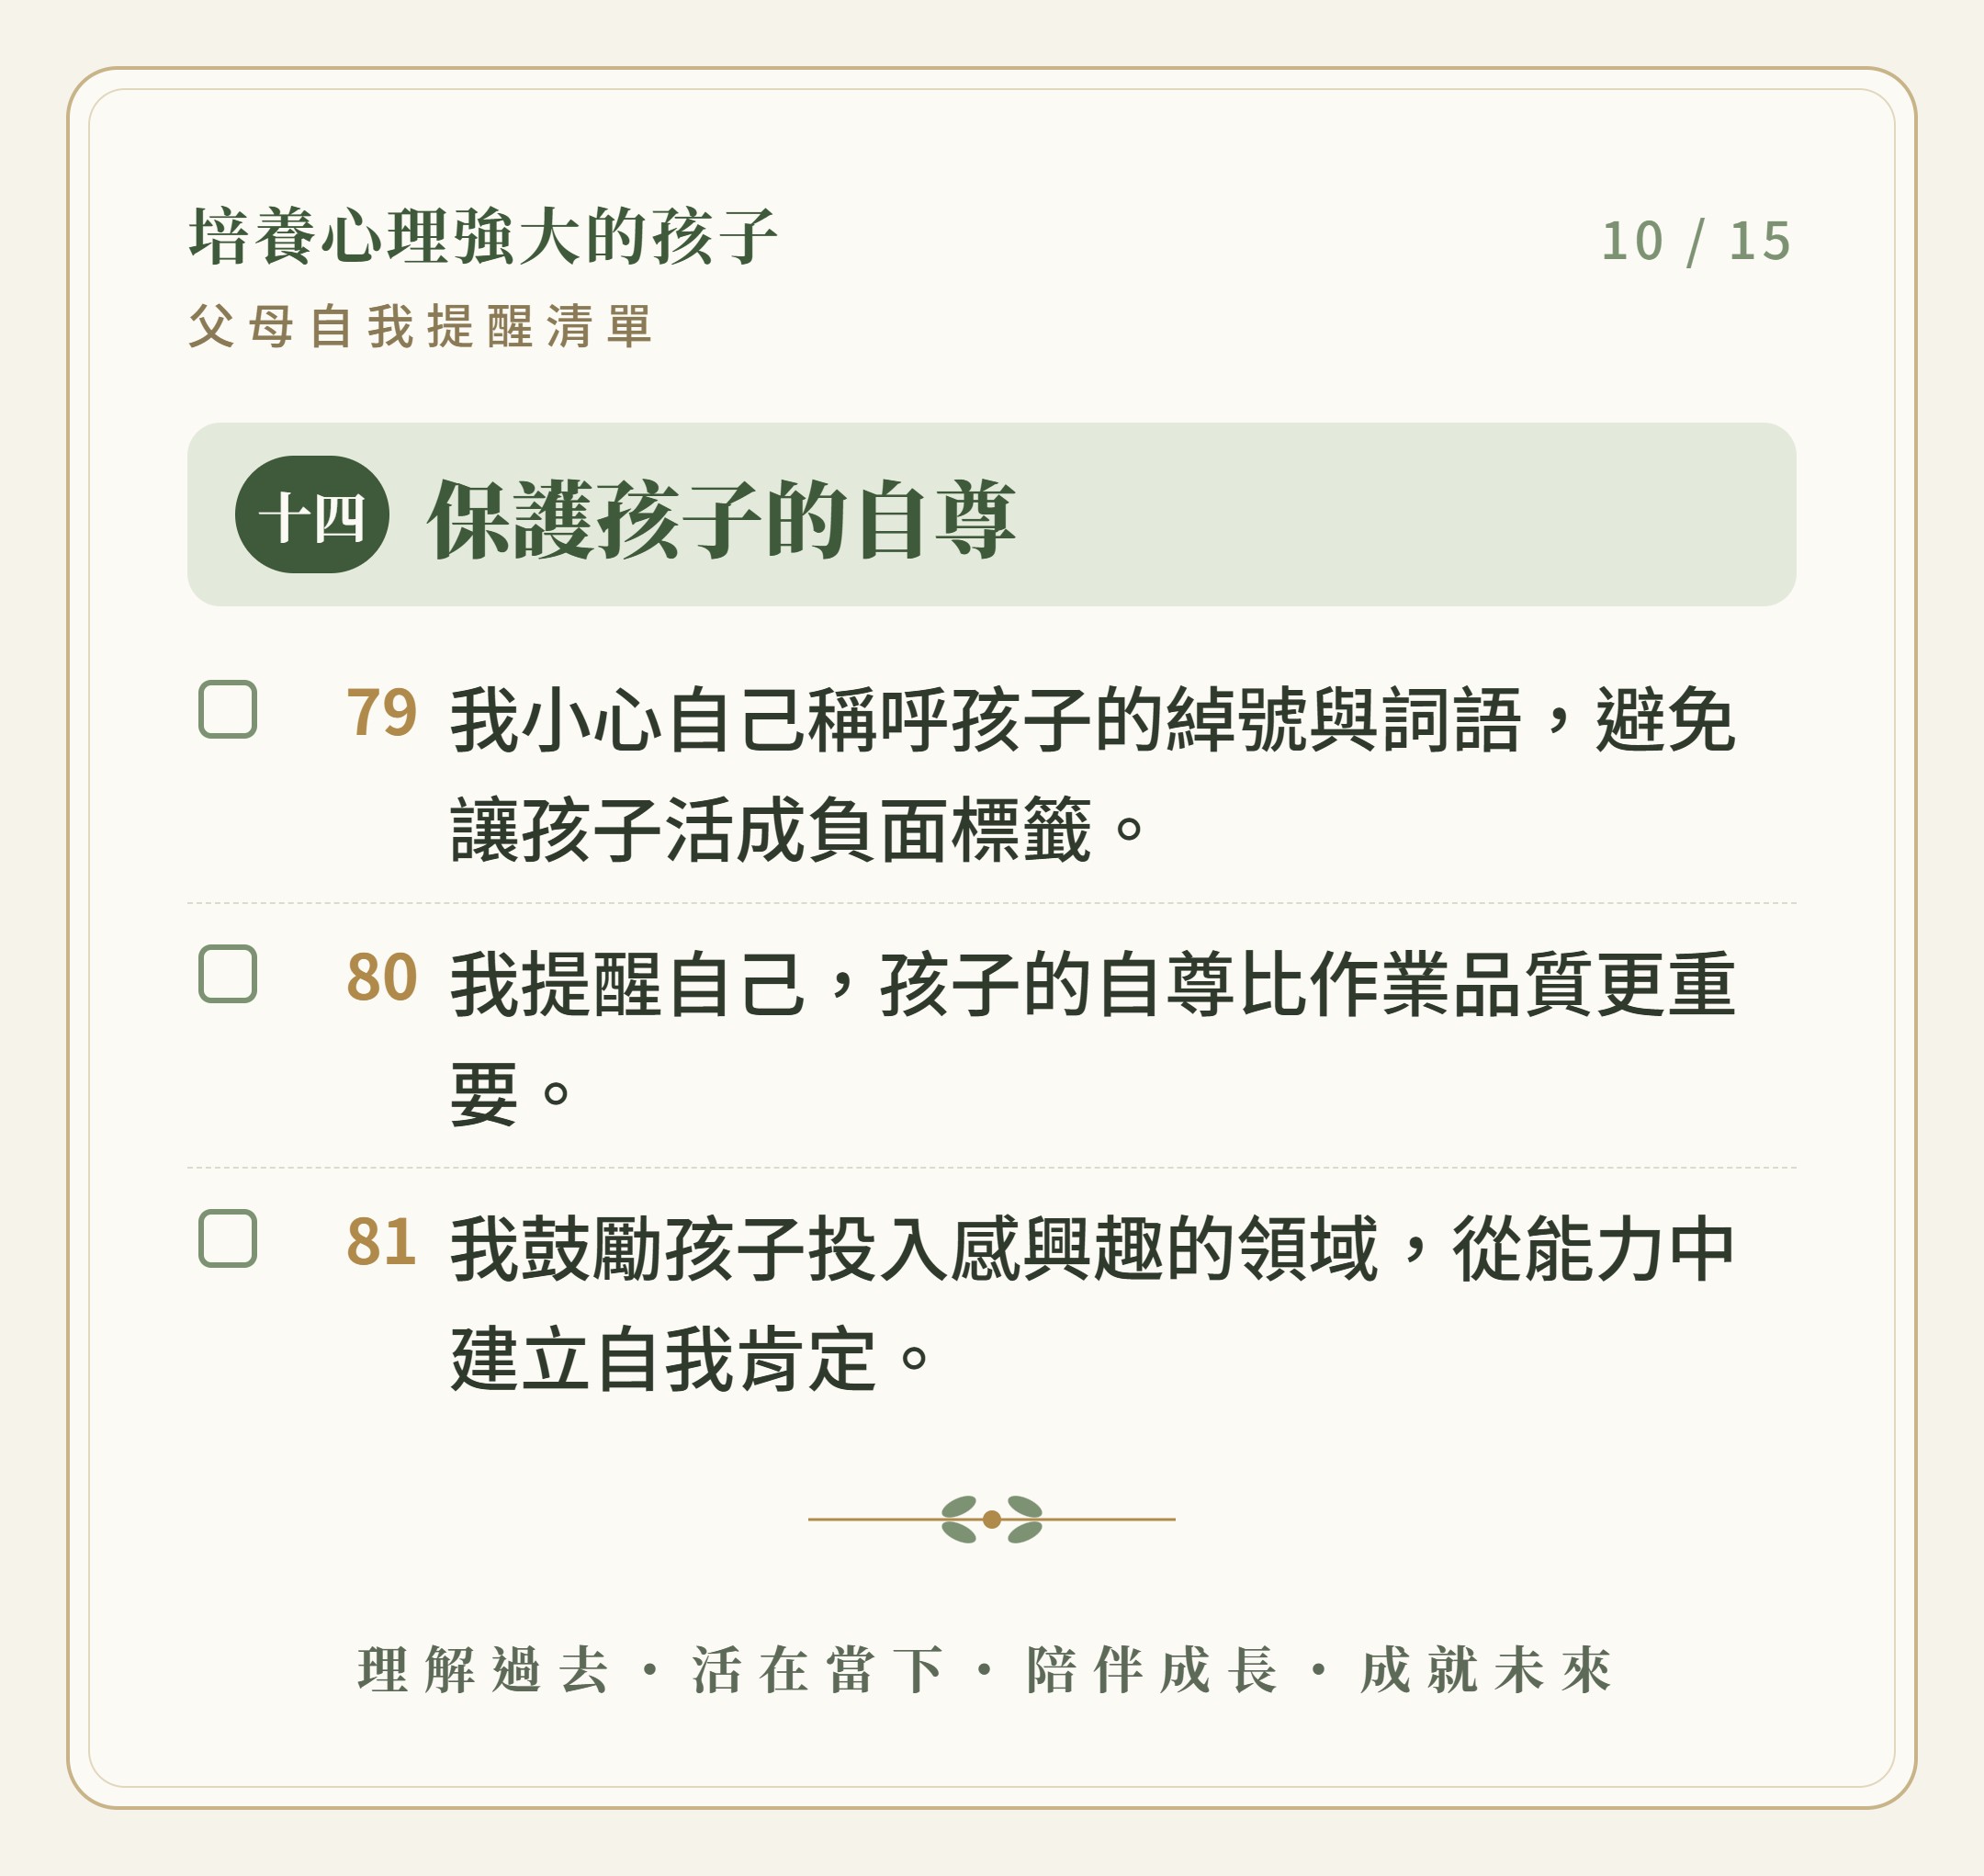 培養心理強大的孩子
10 / 15
父母自我提醒清單
十四 保護孩子的自尊
79 我小心自己稱呼孩子的綽號與詞語，避免
讓孩子活成負面標籤。
80 我提醒自己，孩子的自尊比作業品質更重
要。
81 我鼓勵孩子投入感興趣的領域，從能力中
建立自我肯定。
理解過去・活在當下・陪伴成長・成就未來